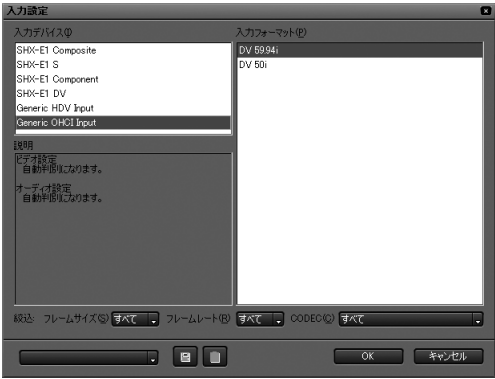 入力設定
入力デバイス(I)
SHX-E1 Composite
SHX-E1 S
SHX-E1 Component
SHX-E1 DV
Generic HDV Input
Generic OHCI Input
説明
ビデオ設定
自動判別になります。
オーディオ設定
自動判別になります。
入力フォーマット(P)
DV 59.94i
DV 50i
絞込: フレームサイズ(S) すべて フレームレート(R) すべて CODEC(C) すべて
OK キャンセル